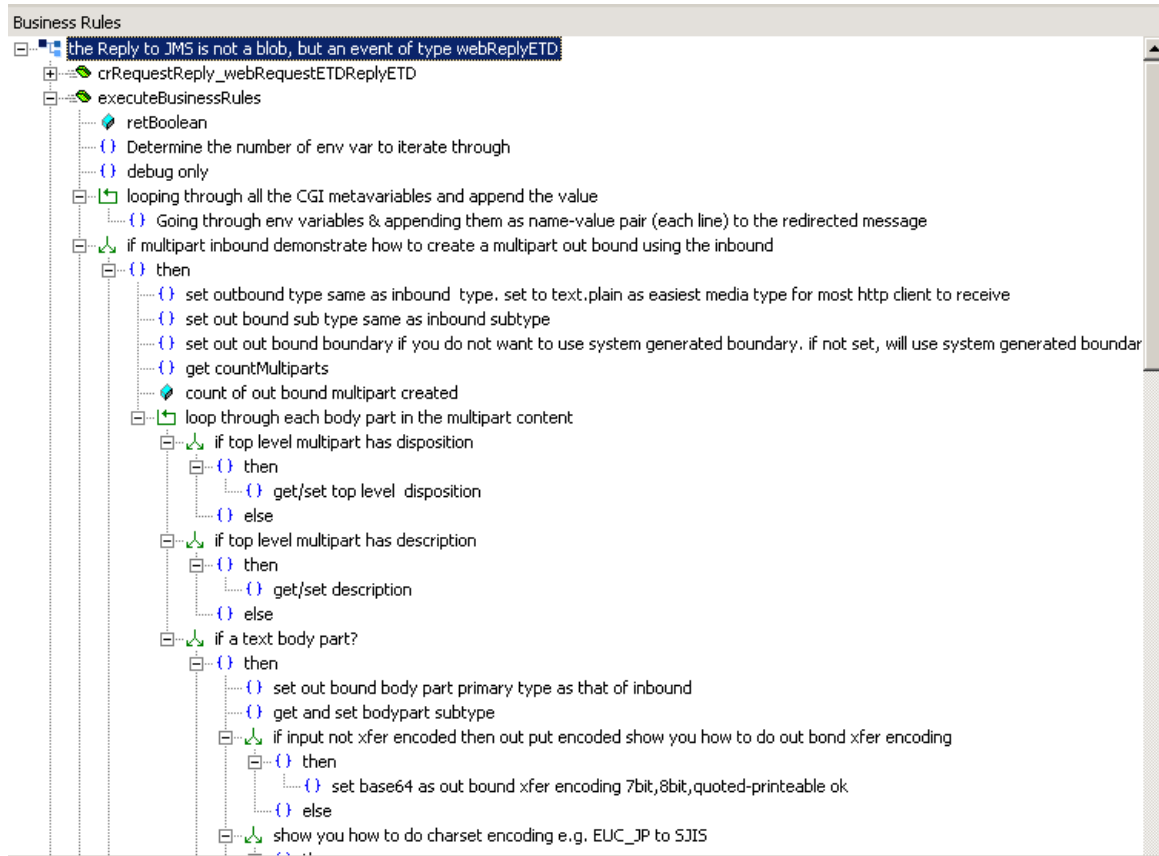 Business Rules
the Reply to JMS is not a blob, but an event of type webReplyETD
crRequestReply_webRequestETDReplyETD
executeBusinessRules
retBoolean
{} Determine the number of env var to iterate through
{} debug only
looping through all the CGI metavariables and append the value
{} Going through env variables & appending them as name-value pair (each line) to the redirected message
if multipart inbound demonstrate how to create a multipart out bound using the inbound
{} then
{} set outbound type same as inbound  type. set to text.plain as easiest media type for most http client to receive
{} set out bound sub type same as inbound subtype
{} set out out bound boundary if you do not want to use system generated boundary. if not set, will use system generated boundar
{} get countMultiparts
count of out bound multipart created
loop through each body part in the multipart content
if top level multipart has disposition
{} then
{} get/set top level  disposition
{} else
if top level multipart has description
{} then
{} get/set description
{} else
if a text body part?
{} then
{} set out bound body part primary type as that of inbound
{} get and set bodypart subtype
if input not xfer encoded then out put encoded show you how to do out bond xfer encoding
{} then
{} set base64 as out bound xfer encoding 7bit,8bit,quoted-printeable ok
{} else
show you how to do charset encoding e.g. EUC_JP to SJIS